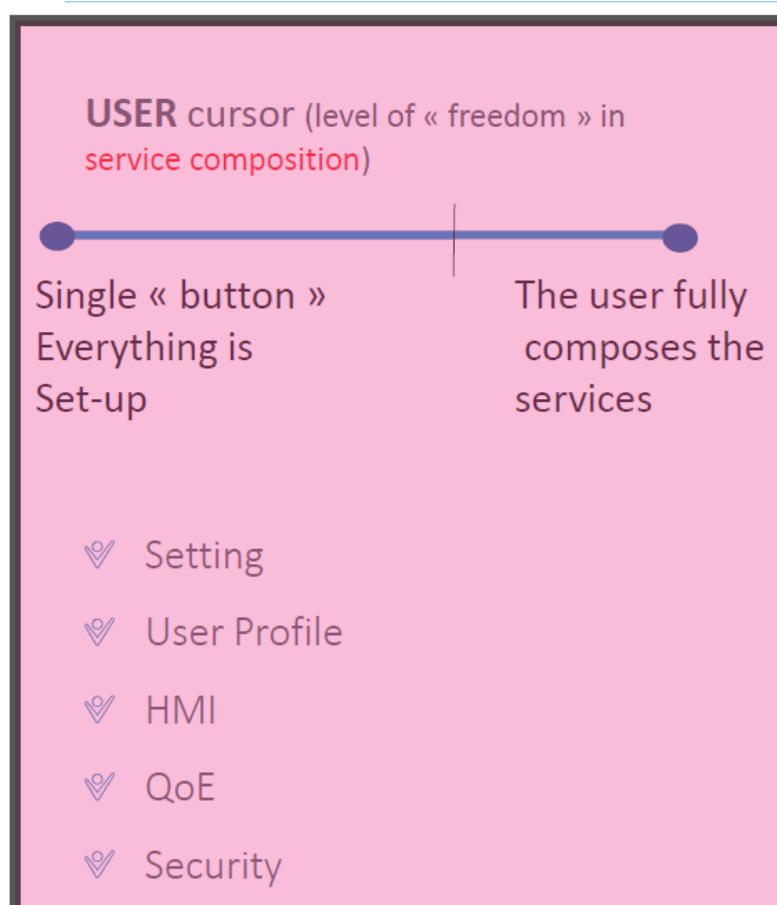 USER cursor (level of « freedom » in
service composition)
Single « button »
Everything is
Set-up
The user fully
composes the
services
Setting
User Profile
HMI
QoE
Security